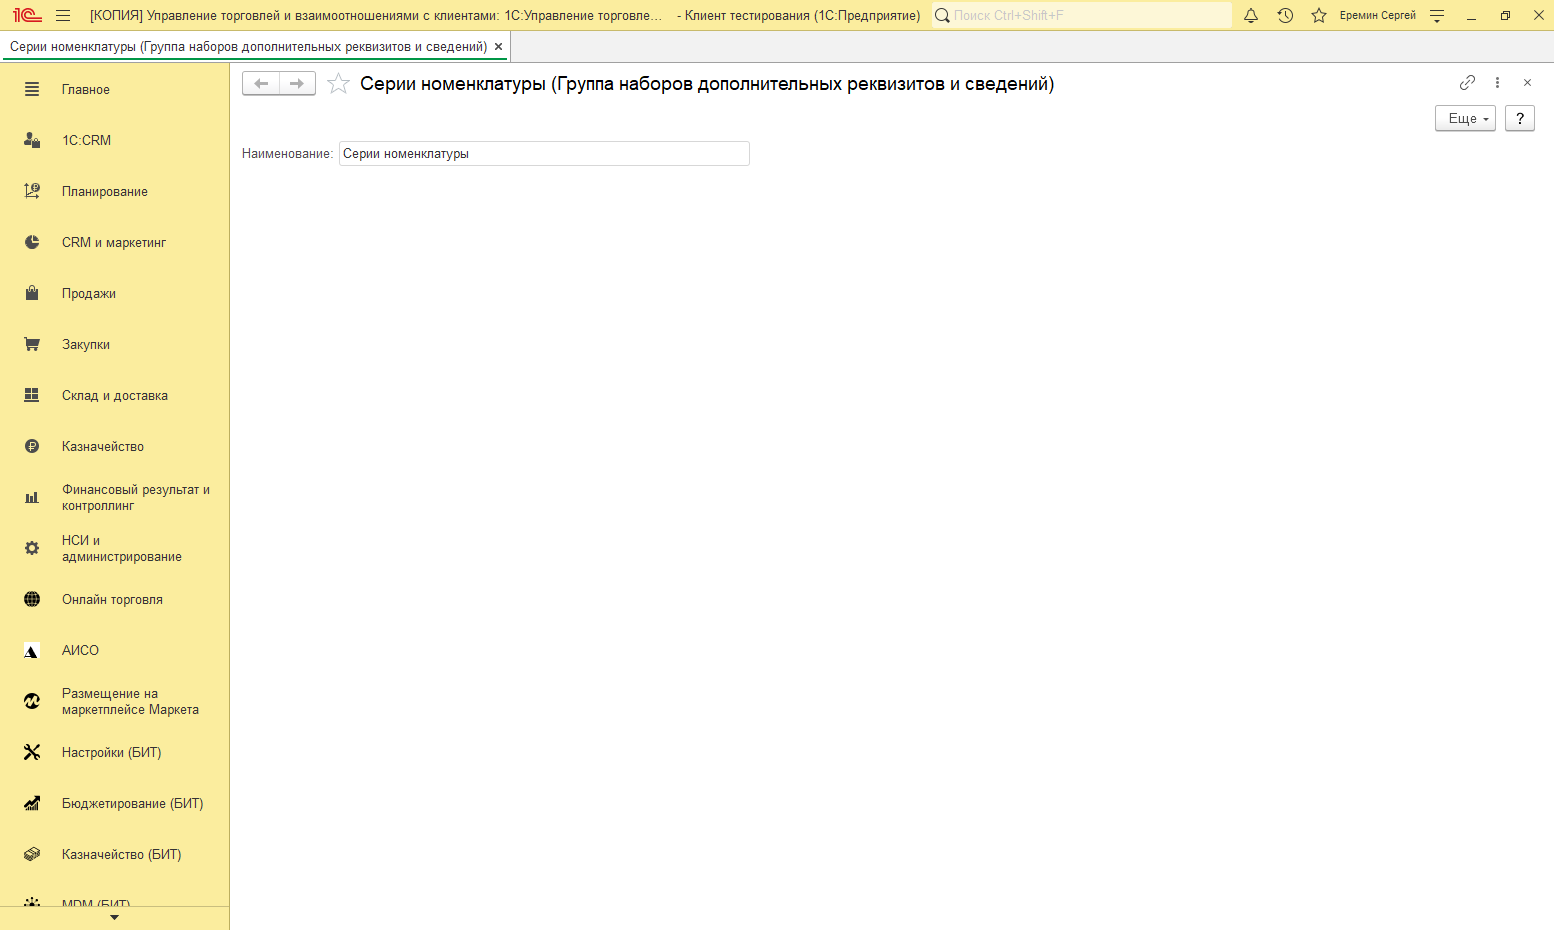 1С [КОПИЯ] Управление торговлей и взаимоотношениями с клиентами: 1С:Управление торговле... - Клиент тестирования (1С:Предприятие) Поиск Ctrl+Shift+F Еремин Сергей
Серии номенклатуры (Группа наборов дополнительных реквизитов и сведений)
Серии номенклатуры (Группа наборов дополнительных реквизитов и сведений)
Еще ?
Наименование: Серии номенклатуры
Главное
1С:CRM
Планирование
CRM и маркетинг
Продажи
Закупки
Склад и доставка
Казначейство
Финансовый результат и
контроллинг
НСИ и
администрирование
Онлайн торговля
АИСО
Размещение на
маркетплейсе Маркета
Настройки (БИТ)
Бюджетирование (БИТ)
Казначейство (БИТ)
MDM (БИТ)